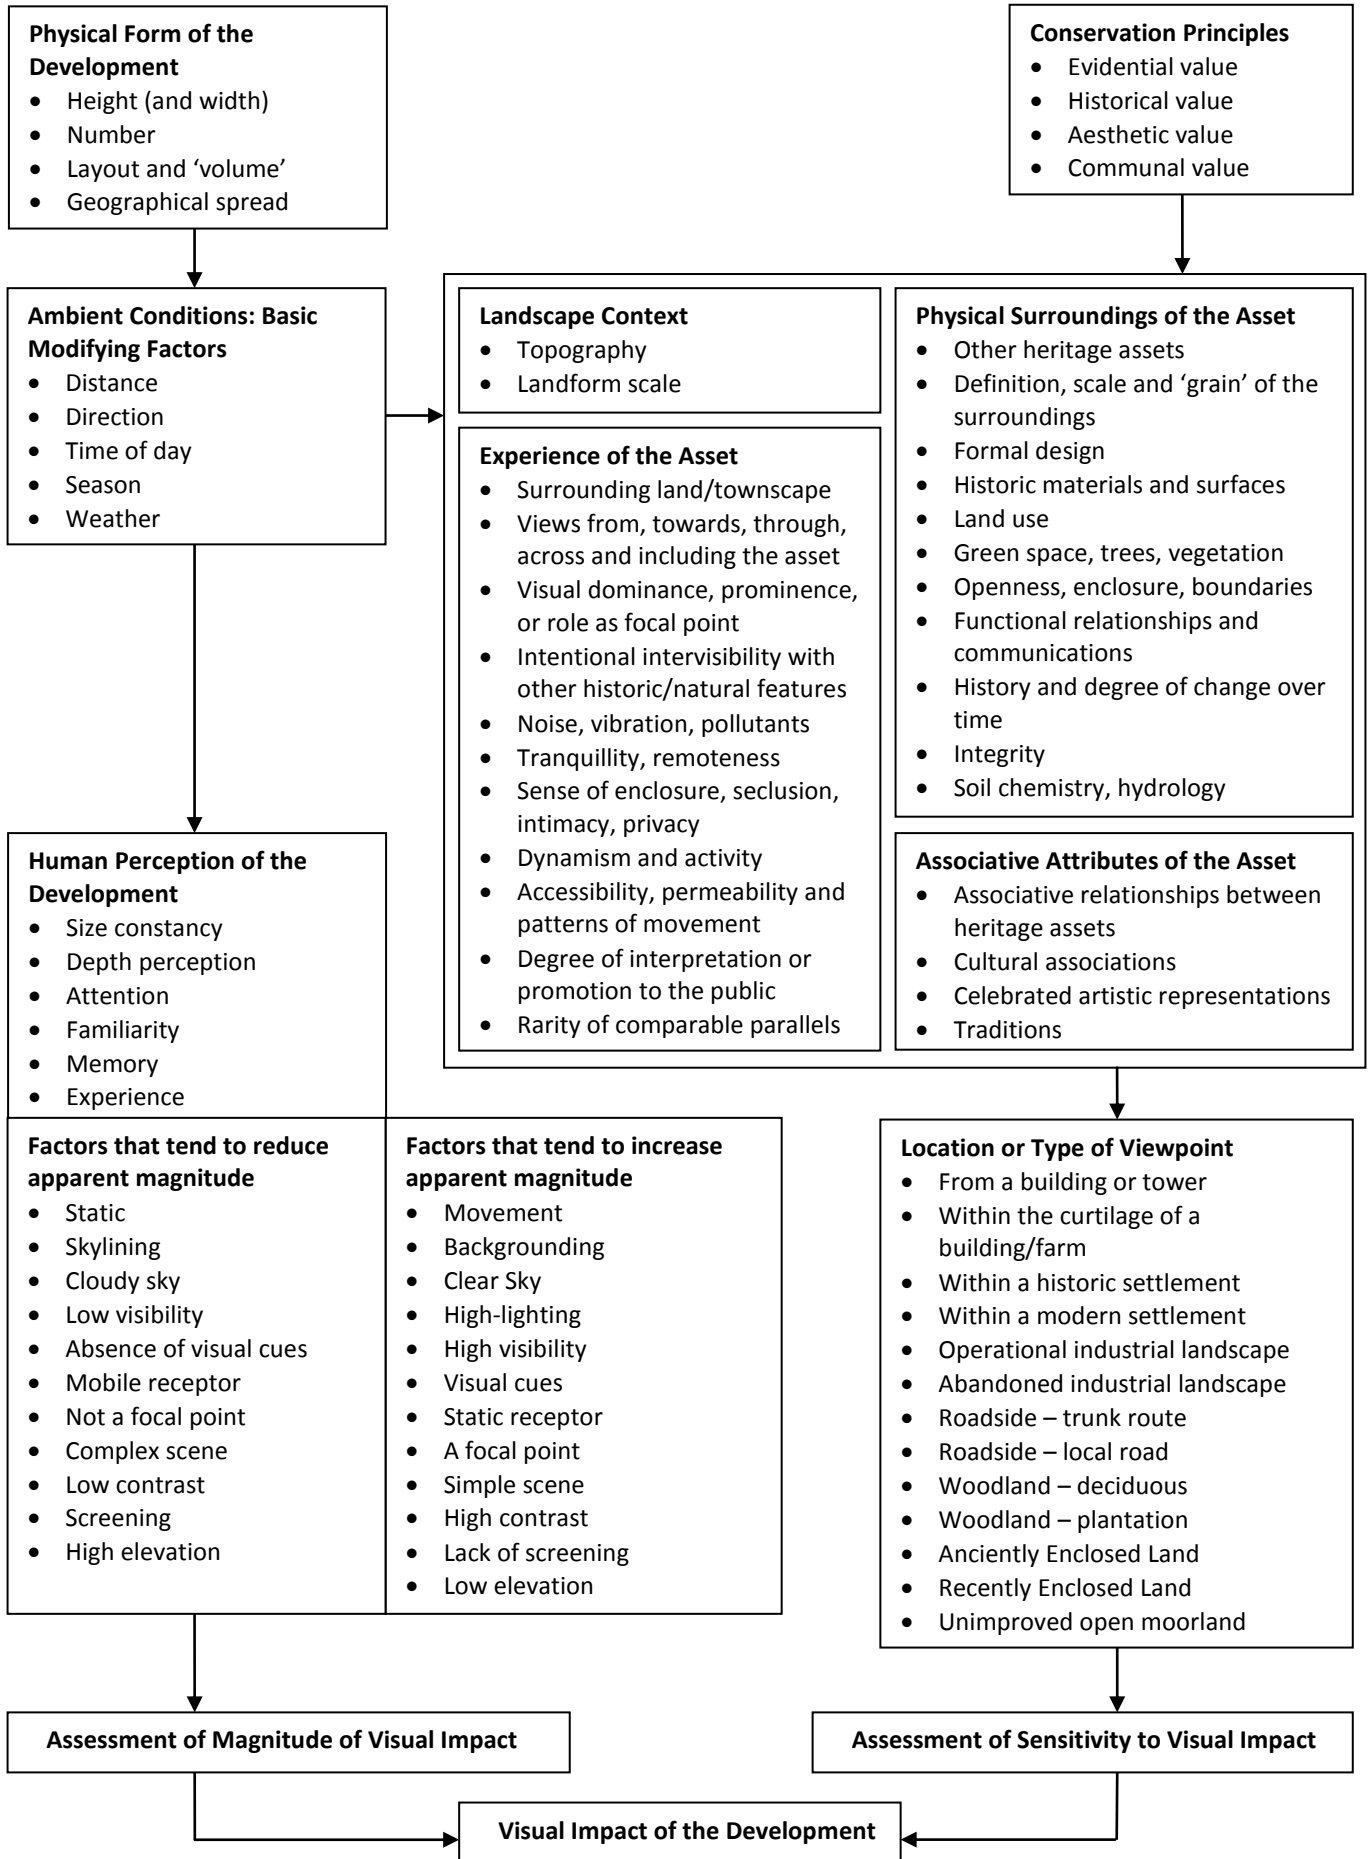 Physical Form of the
Development
• Height (and width)
• Number
• Layout and ‘volume’
• Geographical spread
Conservation Principles
• Evidential value
• Historical value
• Aesthetic value
• Communal value
Ambient Conditions: Basic
Modifying Factors
• Distance
• Direction
• Time of day
• Season
• Weather
Landscape Context
• Topography
• Landform scale
Experience of the Asset
• Surrounding land/townscape
• Views from, towards, through,
across and including the asset
• Visual dominance, prominence,
or role as focal point
• Intentional intervisibility with
other historic/natural features
• Noise, vibration, pollutants
• Tranquillity, remoteness
• Sense of enclosure, seclusion,
intimacy, privacy
• Dynamism and activity
• Accessibility, permeability and
patterns of movement
• Degree of interpretation or
promotion to the public
• Rarity of comparable parallels
Physical Surroundings of the Asset
• Other heritage assets
• Definition, scale and ‘grain’ of the
surroundings
• Formal design
• Historic materials and surfaces
• Land use
• Green space, trees, vegetation
• Openness, enclosure, boundaries
• Functional relationships and
communications
• History and degree of change over
time
• Integrity
• Soil chemistry, hydrology
Associative Attributes of the Asset
• Associative relationships between
heritage assets
• Cultural associations
• Celebrated artistic representations
• Traditions
Human Perception of the
Development
• Size constancy
• Depth perception
• Attention
• Familiarity
• Memory
• Experience
Factors that tend to reduce
apparent magnitude
• Static
• Skylining
• Cloudy sky
• Low visibility
• Absence of visual cues
• Mobile receptor
• Not a focal point
• Complex scene
• Low contrast
• Screening
• High elevation
Factors that tend to increase
apparent magnitude
• Movement
• Backgrounding
• Clear Sky
• High-lighting
• High visibility
• Visual cues
• Static receptor
• A focal point
• Simple scene
• High contrast
• Lack of screening
• Low elevation
Location or Type of Viewpoint
• From a building or tower
• Within the curtilage of a
building/farm
• Within a historic settlement
• Within a modern settlement
• Operational industrial landscape
• Abandoned industrial landscape
• Roadside – trunk route
• Roadside – local road
• Woodland – deciduous
• Woodland – plantation
• Anciently Enclosed Land
• Recently Enclosed Land
• Unimproved open moorland
Assessment of Magnitude of Visual Impact
Assessment of Sensitivity to Visual Impact
Visual Impact of the Development